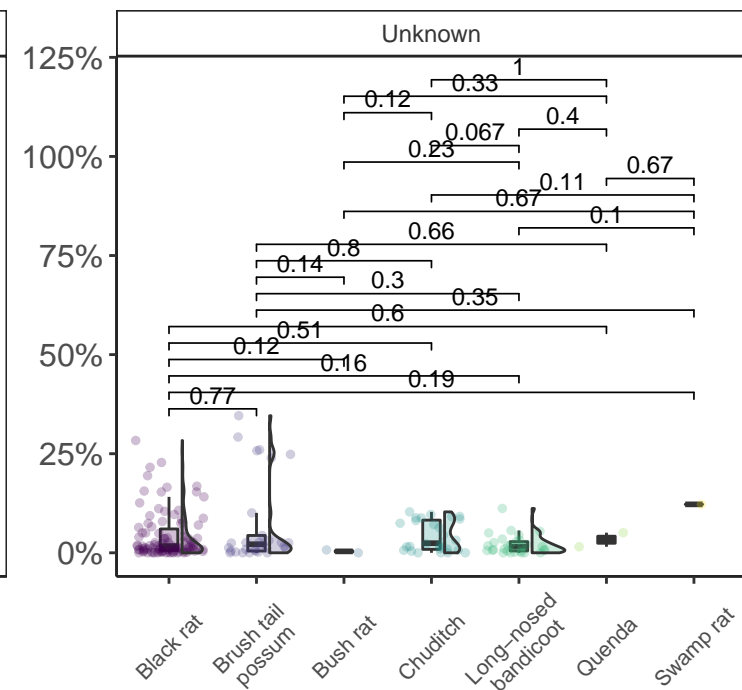 Unknown
125%
1
0.33
0.12
0.4
0.067
100%
0.23
0.67
0.11
0.67
0.1
0.66
75%
0.8
0.14
0.3
0.35
0.6
0.51
50%
0.12
0.16
0.19
0.77
25%
0%
Black rat
Brush tail
possum
Bush rat
Chuditch
Long−nosed
bandicoot
Quenda
Swamp rat